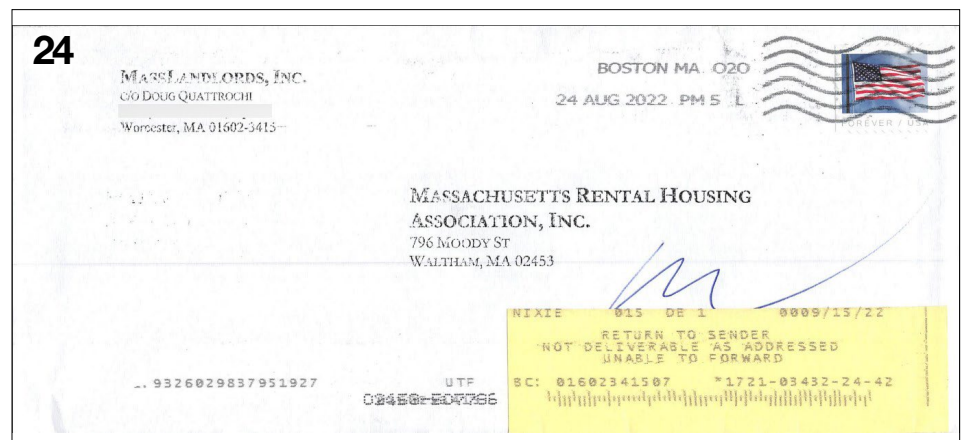 24
MASSLANDLORDS, INC.
C/O DOUG QUATTROCHI
Worcester, MA 01602-3415
BOSTON MA 020
24 AUG 2022 PM 5 L
FOREVER / USA
MASSACHUSETTS RENTAL HOUSING
ASSOCIATION, INC.
796 MOODY ST
WALTHAM, MA 02453
NIXIE 015 DE 1 0009/15/22
RETURN TO SENDER
NOT DELIVERABLE AS ADDRESSED
UNABLE TO FORWARD
BC: 01602341507 *1721-03432-24-42
9326029837951927
UTF